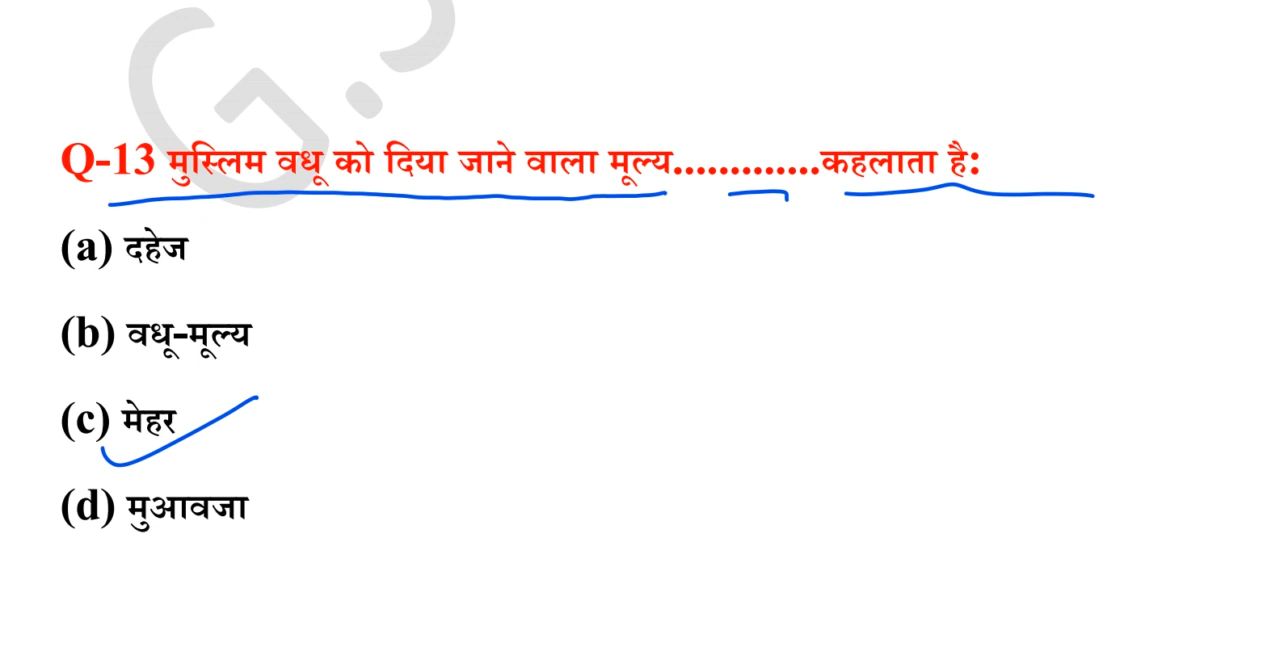 G.S
Q-13 मुस्लिम वधू को दिया जाने वाला मूल्य.............कहलाता है:
(a) दहेज
(b) वधू-मूल्य
(c) मेहर
(d) मुआवजा